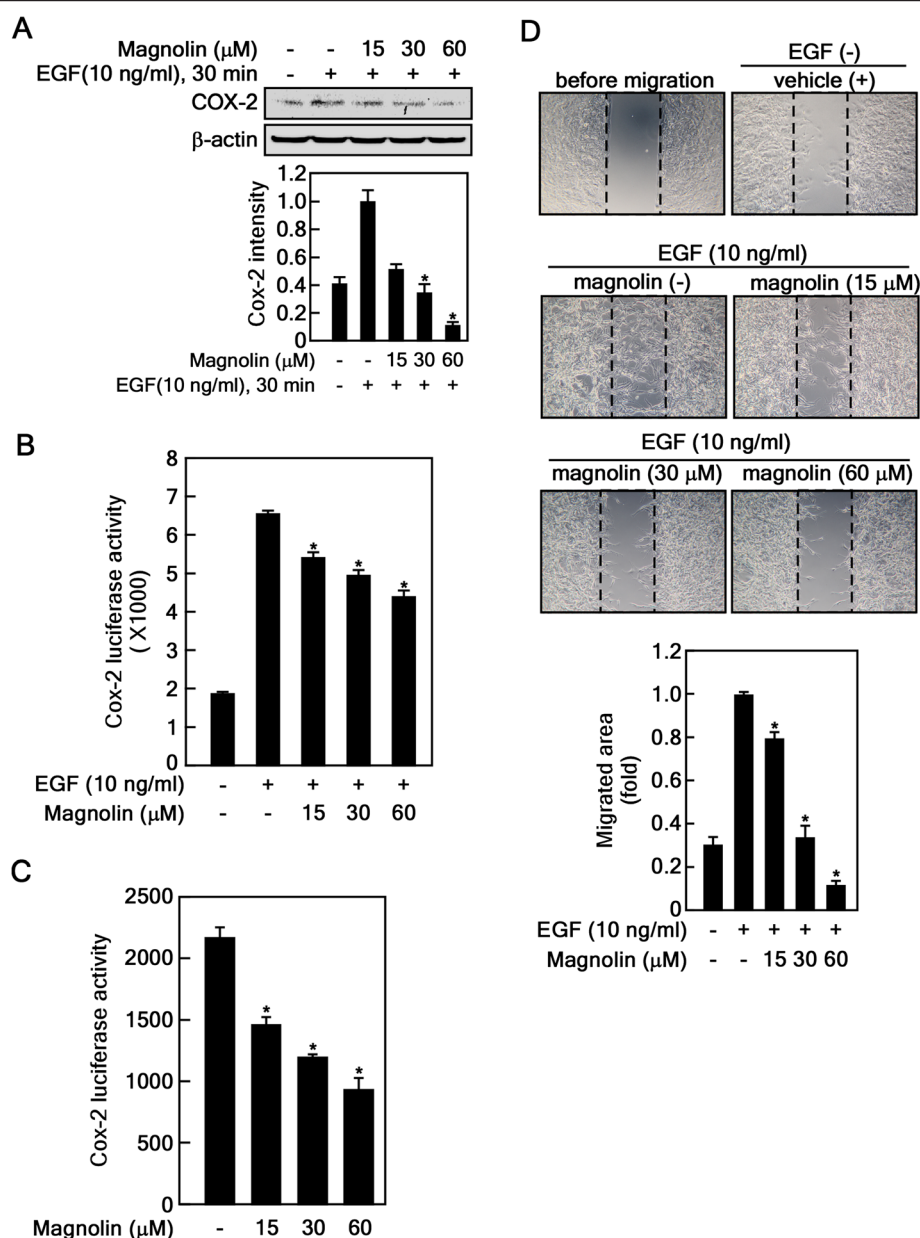 A
Magnolin (µM) - - 15 30 60
EGF(10 ng/ml), 30 min - + + + +
COX-2
β-actin
1.2
1.0
0.8
0.6
0.4
0.2
0
Cox-2 intensity
* *
Magnolin (µM) - - 15 30 60
EGF(10 ng/ml), 30 min - + + + +
B
8
7
6
5
4
3
2
1
0
Cox-2 luciferase activity
( X1000)
* * *
EGF (10 ng/ml) - + + + +
Magnolin (µM) - - 15 30 60
C
2500
2000
1500
1000
500
0
Cox-2 luciferase activity
* * *
Magnolin (µM) - 15 30 60
D
EGF (-)
before migration vehicle (+)
EGF (10 ng/ml)
magnolin (-) magnolin (15 µM)
EGF (10 ng/ml)
magnolin (30 µM) magnolin (60 µM)
1.2
1.0
0.8
0.6
0.4
0.2
0
Migrated area
(fold)
* * *
EGF (10 ng/ml) - + + + +
Magnolin (µM) - - 15 30 60